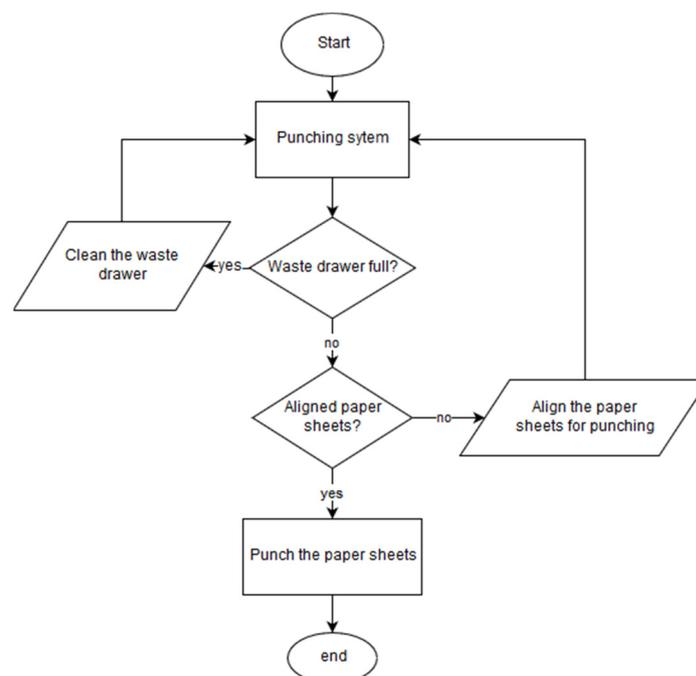 Start
Punching sytem
Clean the waste
drawer
yes
Waste drawer full?
no
Aligned paper
sheets?
no
Align the paper
sheets for punching
yes
Punch the paper sheets
end